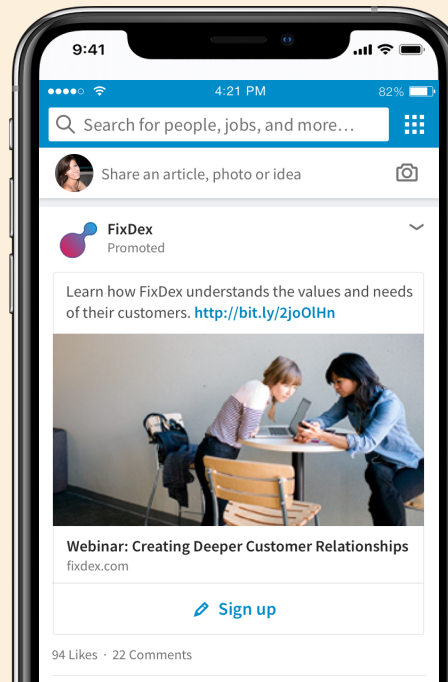 9:41
4:21 PM 82%
Search for people, jobs, and more…
Share an article, photo or idea
FixDex
Promoted
Learn how FixDex understands the values and needs
of their customers. http://bit.ly/2joOlHn
Webinar: Creating Deeper Customer Relationships
fixdex.com
Sign up
94 Likes · 22 Comments